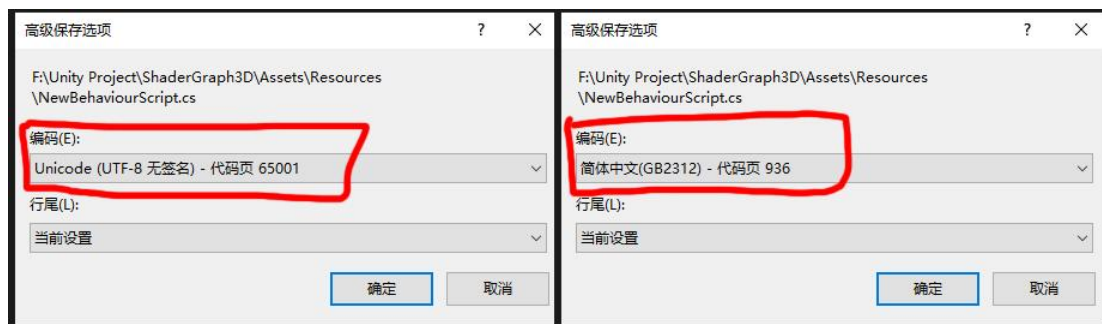 高级保存选项
?
×
F:\Unity Project\ShaderGraph3D\Assets\Resources
\NewBehaviourScript.cs
编码(E):
Unicode (UTF-8 无签名) - 代码页 65001
行尾(L):
当前设置
确定
取消
高级保存选项
?
×
F:\Unity Project\ShaderGraph3D\Assets\Resources
\NewBehaviourScript.cs
编码(E):
简体中文(GB2312) - 代码页 936
行尾(L):
当前设置
确定
取消